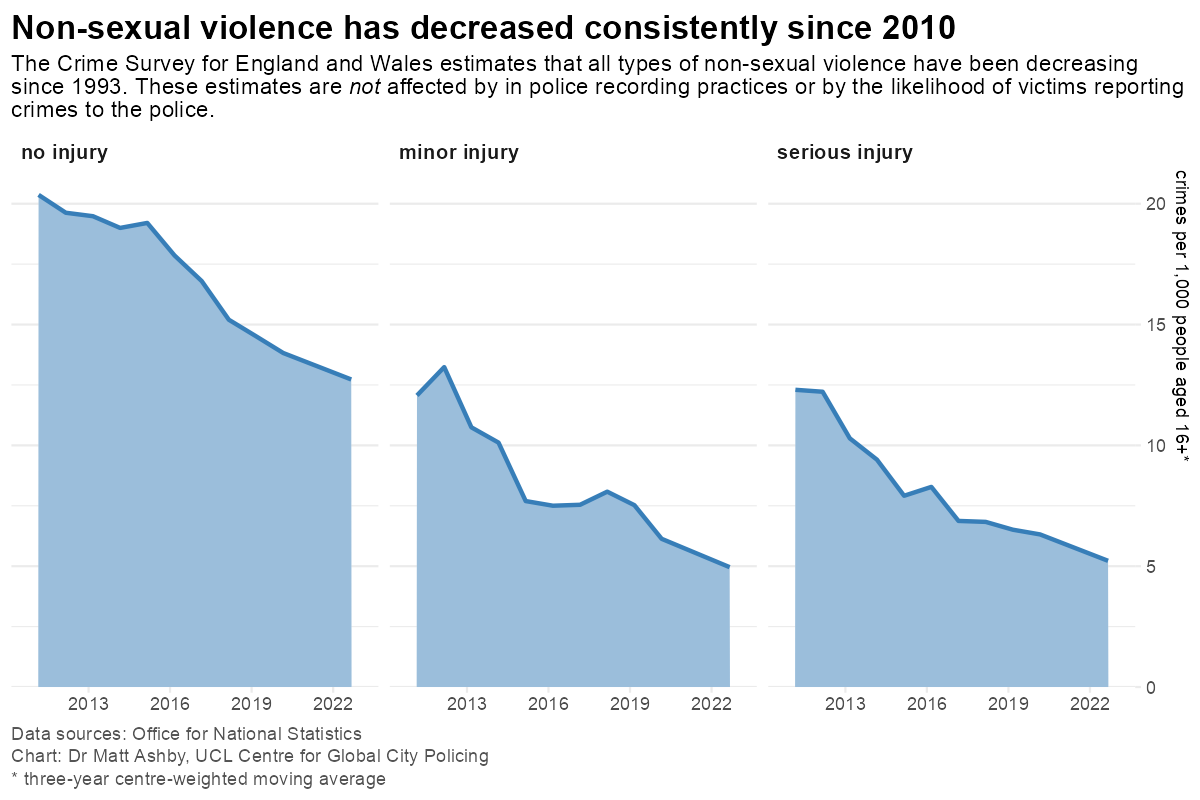 Non-sexual violence has decreased consistently since 2010
The Crime Survey for England and Wales estimates that all types of non-sexual violence have been decreasing
since 1993. These estimates are not affected by in police recording practices or by the likelihood of victims reporting
crimes to the police.
no injury
minor injury
serious injury
20
15
10
5
0
crimes per 1,000 people aged 16+*
2013 2016 2019 2022
2013 2016 2019 2022
2013 2016 2019 2022
Data sources: Office for National Statistics
Chart: Dr Matt Ashby, UCL Centre for Global City Policing
* three-year centre-weighted moving average